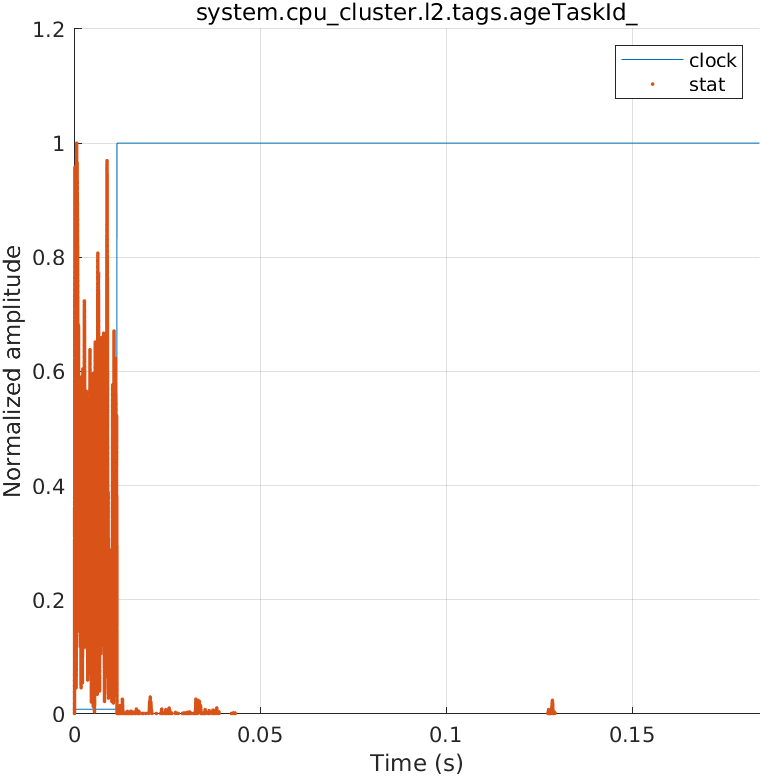 system.cpu_cluster.l2.tags.ageTaskId_
1.2
clock
stat
1
0.8
0.6
0.4
0.2
0
Normalized amplitude
0
0.05
0.1
0.15
Time (s)